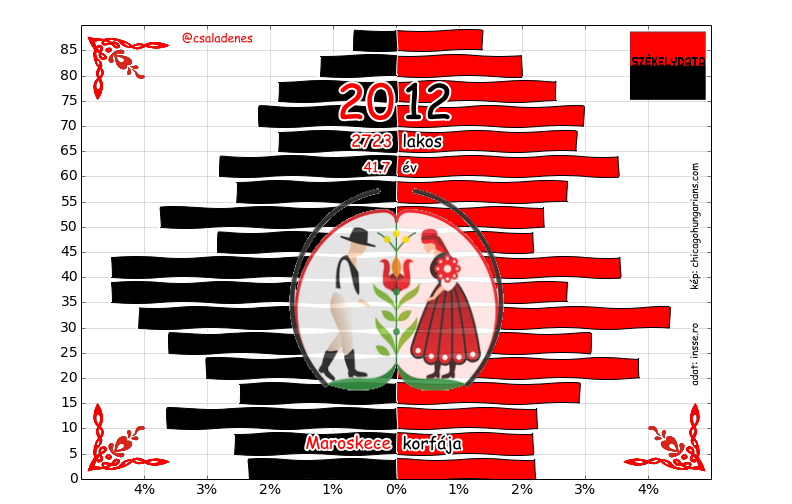 @csaladenes
SZÉKELYDATA
2012
2723 lakos
41.7 év
kép: chicagohungarians.com
adat: insse.ro
Maroskece korfája
85
80
75
70
65
60
55
50
45
40
35
30
25
20
15
10
5
0
4% 3% 2% 1% 0% 1% 2% 3% 4%